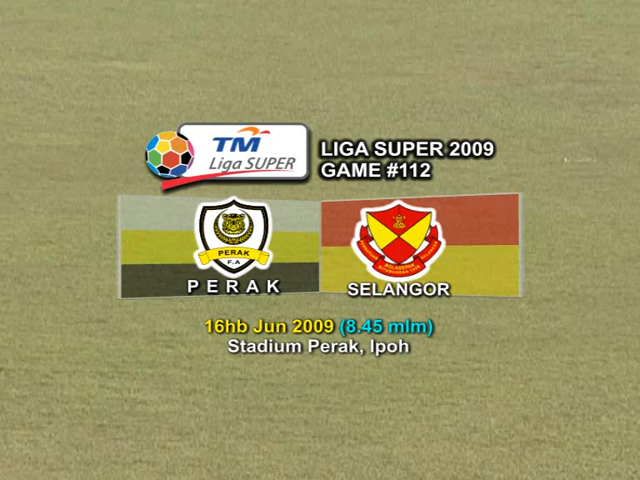 TM
Liga SUPER
LIGA SUPER 2009
GAME #112
PERAK
F.A
PERAK
SELANGOR
16hb Jun 2009 (8.45 mlm)
Stadium Perak, Ipoh